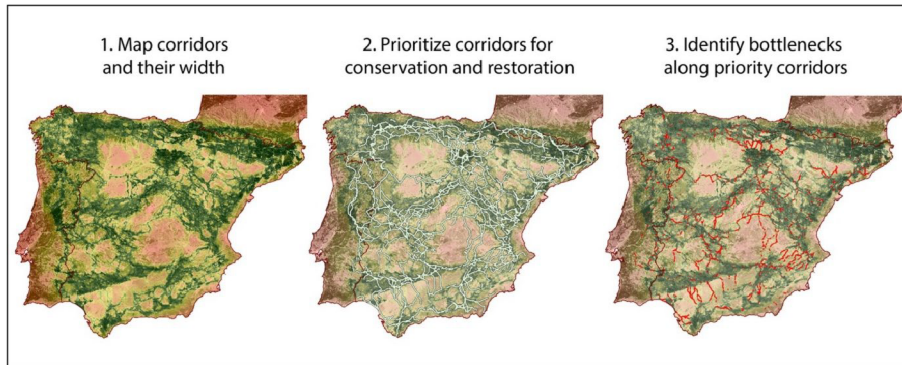 1. Map corridors
and their width
2. Prioritize corridors for
conservation and restoration
3. Identify bottlenecks
along priority corridors